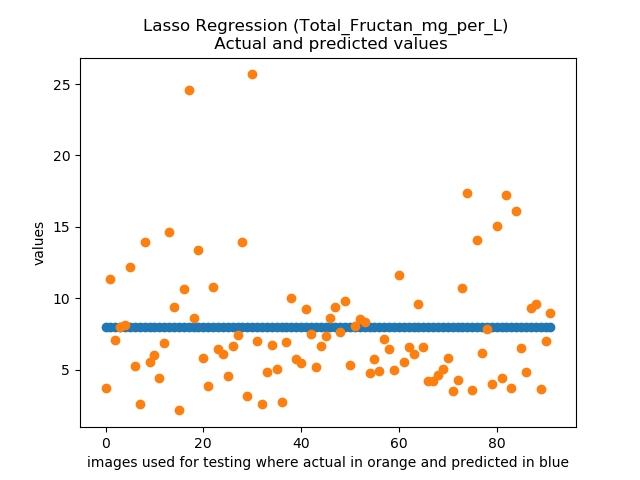 Lasso Regression (Total_Fructan_mg_per_L)
Actual and predicted values
25
20
15
10
5
values
0 20 40 60 80
images used for testing where actual in orange and predicted in blue